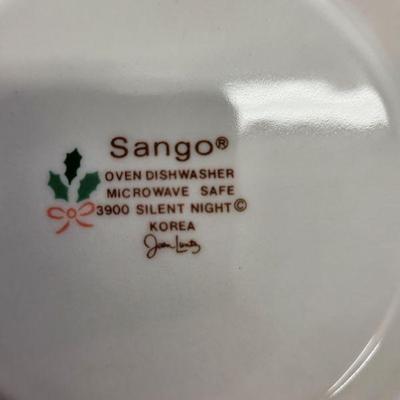 Sango®
OVEN DISHWASHER
MICROWAVE SAFE
3900 SILENT NIGHT©
KOREA